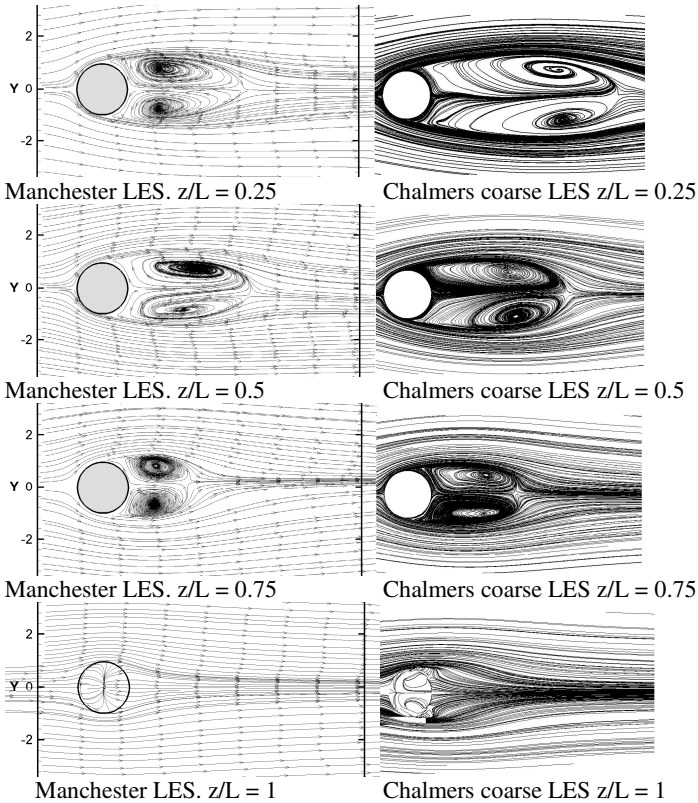 2
Y 0
-2
Manchester LES. z/L = 0.25 Chalmers coarse LES z/L = 0.25
2
Y 0
-2
Manchester LES. z/L = 0.5 Chalmers coarse LES z/L = 0.5
2
Y 0
-2
Manchester LES. z/L = 0.75 Chalmers coarse LES z/L = 0.75
2
Y 0
-2
Manchester LES. z/L = 1 Chalmers coarse LES z/L = 1